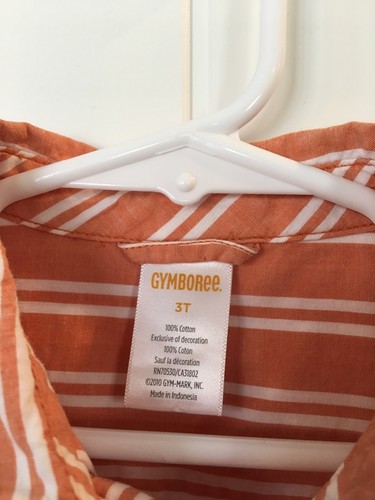 GYMBOREE.
3T
100% Cotton
Exclusive of decoration
100% Coton
Sauf la décoration
RN70530/CA31802
©2010 GYM-MARK, INC.
Made in Indonesia